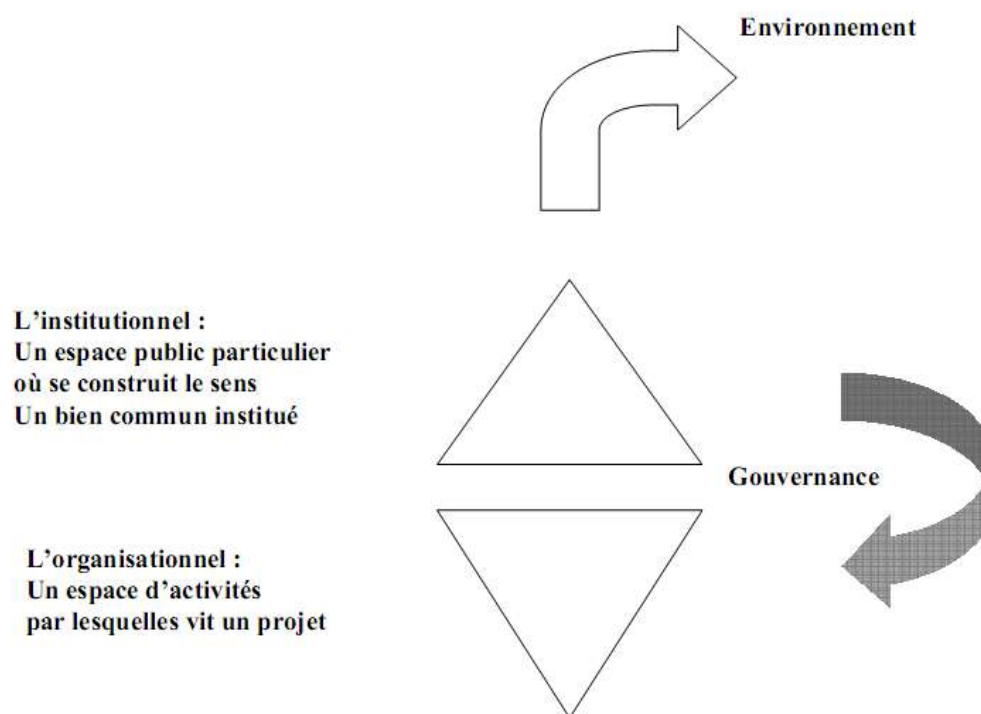 Environnement
L’institutionnel :
Un espace public particulier
où se construit le sens
Un bien commun institué
Gouvernance
L’organisationnel :
Un espace d’activités
par lesquelles vit un projet